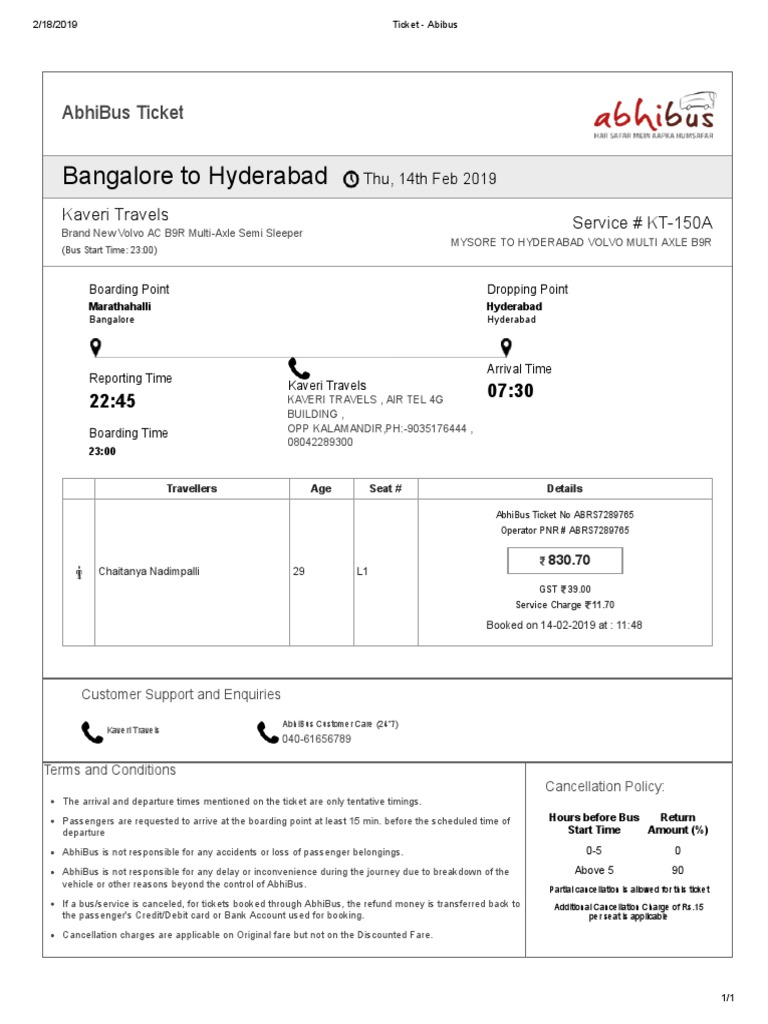 2/18/2019 Ticket - Abibus
AbhiBus Ticket
abhibus
HAR SAFAR MEIN AAPKA HUMSAFAR
Bangalore to Hyderabad Thu, 14th Feb 2019
Kaveri Travels
Brand New Volvo AC B9R Multi-Axle Semi Sleeper
(Bus Start Time: 23:00)
Service # KT-150A
MYSORE TO HYDERABAD VOLVO MULTI AXLE B9R
Boarding Point
Marathahalli
Bangalore
Dropping Point
Hyderabad
Hyderabad
Reporting Time
22:45
Boarding Time
23:00
Kaveri Travels
KAVERI TRAVELS , AIR TEL 4G
BUILDING ,
OPP KALAMANDIR,PH:-9035176444 ,
08042289300
Arrival Time
07:30
Travellers Age Seat # Details
Chaitanya Nadimpalli 29 L1
AbhiBus Ticket No ABRS7289765
Operator PNR # ABRS7289765
₹ 830.70
GST ₹ 39.00
Service Charge ₹ 11.70
Booked on 14-02-2019 at : 11:48
Customer Support and Enquiries
Kaveri Travels
AbhiBus Customer Care (24*7)
040-61656789
Terms and Conditions
• The arrival and departure times mentioned on the ticket are only tentative timings.
• Passengers are requested to arrive at the boarding point at least 15 min. before the scheduled time of
departure
• AbhiBus is not responsible for any accidents or loss of passenger belongings.
• AbhiBus is not responsible for any delay or inconvenience during the journey due to breakdown of the
vehicle or other reasons beyond the control of AbhiBus.
• If a bus/service is canceled, for tickets booked through AbhiBus, the refund money is transferred back to
the passenger's Credit/Debit card or Bank Account used for booking.
• Cancellation charges are applicable on Original fare but not on the Discounted Fare.
Cancellation Policy:
Hours before Bus Return
Start Time Amount (%)
0-5 0
Above 5 90
Partial cancellation is allowed for this ticket
Additional Cancellation Charge of Rs.15
per seat is applicable
1/1